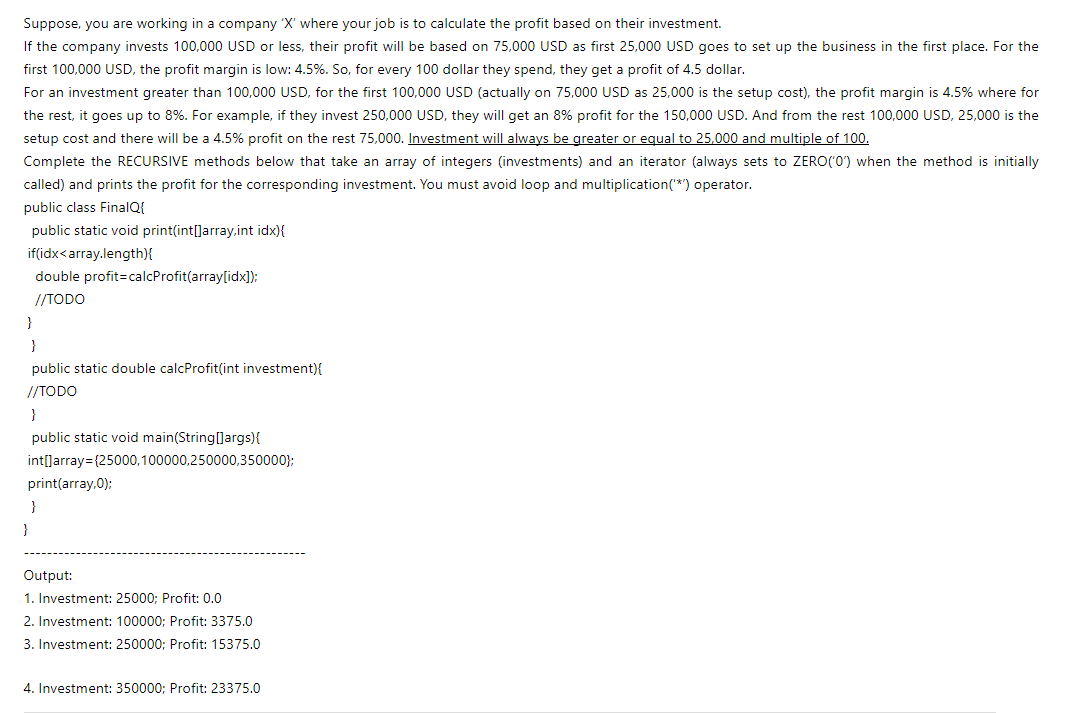 Suppose, you are working in a company 'X' where your job is to calculate the profit based on their investment.
If the company invests 100,000 USD or less, their profit will be based on 75,000 USD as first 25,000 USD goes to set up the business in the first place. For the
first 100,000 USD, the profit margin is low: 4.5%. So, for every 100 dollar they spend, they get a profit of 4.5 dollar.
For an investment greater than 100,000 USD, for the first 100,000 USD (actually on 75,000 USD as 25,000 is the setup cost), the profit margin is 4.5% where for
the rest, it goes up to 8%. For example, if they invest 250,000 USD, they will get an 8% profit for the 150,000 USD. And from the rest 100,000 USD, 25,000 is the
setup cost and there will be a 4.5% profit on the rest 75,000. Investment will always be greater or equal to 25,000 and multiple of 100.
Complete the RECURSIVE methods below that take an array of integers (investments) and an iterator (always sets to ZERO('0') when the method is initially
called) and prints the profit for the corresponding investment. You must avoid loop and multiplication('*') operator.
public class FinalQ{
public static void print(int[]array,int idx){
if(idx<array.length){
double profit=calcProfit(array[idx]);
//TODO
}
}
public static double calcProfit(int investment){
//TODO
}
public static void main(String[]args){
int[]array={25000,100000,250000,350000};
print(array,0);
}
}
--------------------------------------------------
Output:
1. Investment: 25000; Profit: 0.0
2. Investment: 100000; Profit: 3375.0
3. Investment: 250000; Profit: 15375.0
4. Investment: 350000; Profit: 23375.0